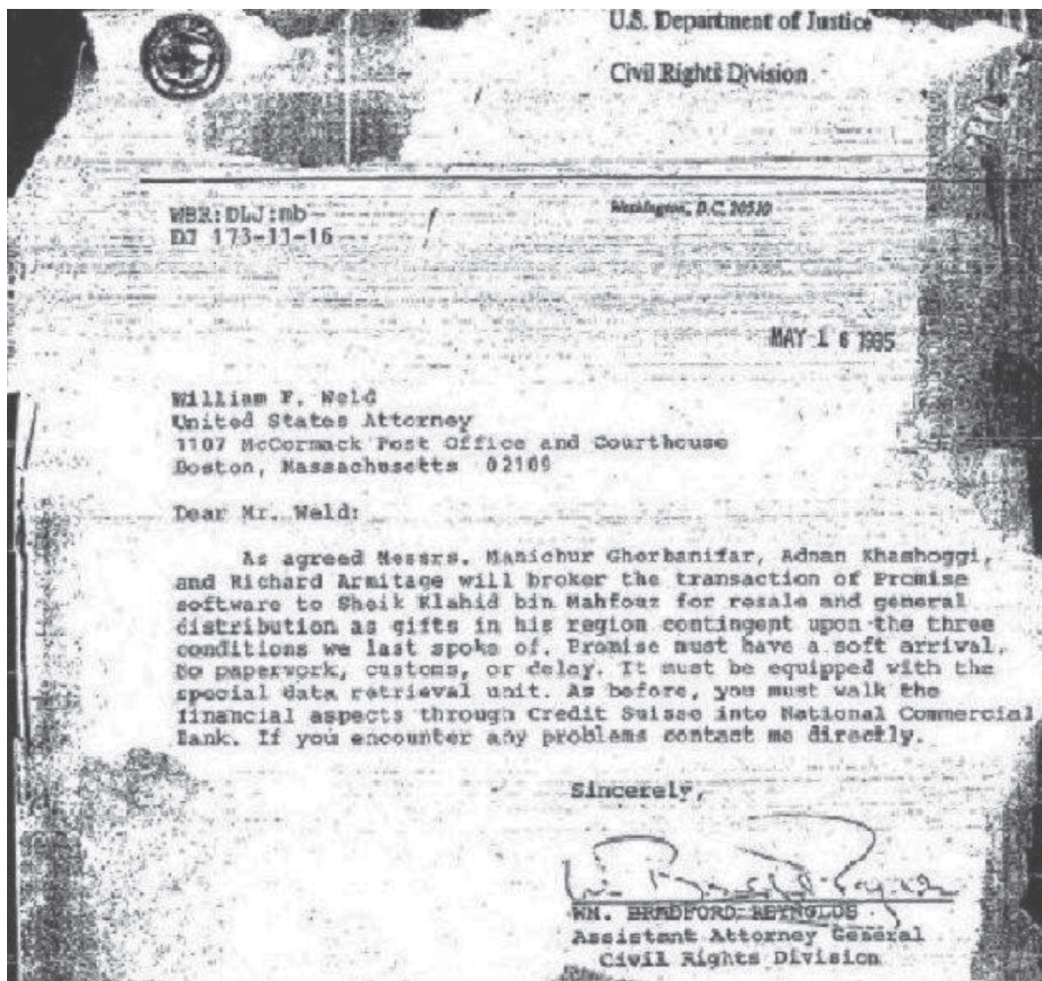 U.S. Department of Justice
Civil Rights Division
WBR:DLJ:mb
DJ 173-11-16
Washington, D.C. 20530
MAY 16 1985
William F. Weld
United States Attorney
1107 McCormack Post Office and Courthouse
Boston, Massachusetts 02109
Dear Mr. Weld:
As agreed Messrs. Manichur Ghorbanifar, Adnan Khashoggi,
and Richard Armitage will broker the transaction of Promise
software to Sheik Klahid bin Mahfouz for resale and general
distribution as gifts in his region contingent upon the three
conditions we last spoke of. Promise must have a soft arrival.
No paperwork, customs, or delay. It must be equipped with the
special data retrieval unit. As before, you must walk the
financial aspects through Credit Suisse into National Commercial
Bank. If you encounter any problems contact me directly.
Sincerely,
WM. BRADFORD REYNOLDS
Assistant Attorney General
Civil Rights Division